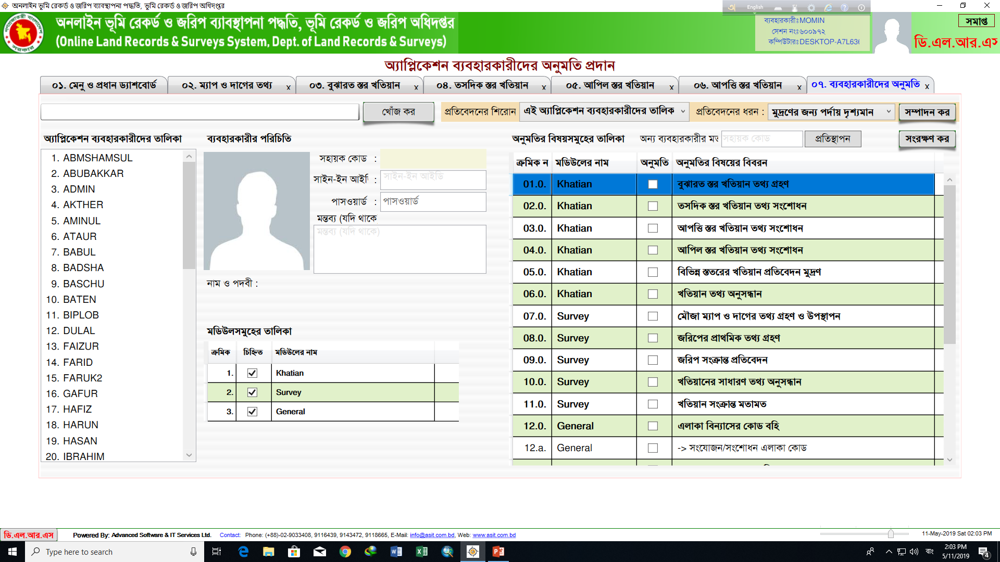 অনলাইন ভূমি রেকর্ড ও জরিপ ব্যাবস্থাপনা পদ্ধতি, ভূমি রেকর্ড ও জরিপ অধিদপ্তর
English
অনলাইন ভূমি রেকর্ড ও জরিপ ব্যাবস্থাপনা পদ্ধতি, ভূমি রেকর্ড ও জরিপ অধিদপ্তর
(Online Land Records & Surveys System, Dept. of Land Records & Surveys)
ব্যবহারকারীঃ MOMIN
সেশন নংঃ ৬০০৯৭২
কম্পিউটারঃ DESKTOP-A7L636
সমাপ্ত
ডি.এল.আর.এস
অ্যাপ্লিকেশন ব্যবহারকারীদের অনুমতি প্রদান
০১. মেনু ও প্রধান ড্যাশবোর্ড
০২. ম্যাপ ও দাগের তথ্য x
০৩. বুঝারত স্তর খতিয়ান x
০৪. তসদিক স্তর খতিয়ান x
০৫. আপিল স্তর খতিয়ান x
০৬. আপত্তি স্তর খতিয়ান x
০৭. ব্যবহারকারীদের অনুমতি x
খোঁজ কর
প্রতিবেদনের শিরোন
এই অ্যাপ্লিকেশন ব্যবহারকারীদের তালিক
প্রতিবেদনের ধরন :
মুদ্রণের জন্য পর্দায় দৃশ্যমান
সম্পাদন কর
অ্যাপ্লিকেশন ব্যবহারকারীদের তালিকা
1. ABMSHAMSUL
2. ABUBAKKAR
3. ADMIN
4. AKTHER
5. AMINUL
6. ATAUR
7. BABUL
8. BADSHA
9. BASCHU
10. BATEN
11. BIPLOB
12. DULAL
13. FAIZUR
14. FARID
15. FARUK2
16. GAFUR
17. HAFIZ
18. HARUN
19. HASAN
20. IBRAHIM
ব্যবহারকারীর পরিচিতি
সহায়ক কোড :
সাইন-ইন আইডি : সাইন-ইন আইডি
পাসওয়ার্ড : পাসওয়ার্ড
মন্তব্য (যদি থাকে
মন্তব্য (যদি থাকে)
নাম ও পদবী :
মডিউলসমুহের তালিকা
ক্রমিক চিহ্নিত মডিউলের নাম
1. Khatian
2. Survey
3. General
অনুমতির বিষয়সমুহের তালিকা
অন্য ব্যবহারকারীর মত
সহায়ক কোড
প্রতিস্থাপন
সংরক্ষণ কর
ক্রমিক ন মডিউলের নাম অনুমতি অনুমতির বিষয়ের বিবরন
01.0. Khatian বুঝারত স্তর খতিয়ান তথ্য গ্রহণ
02.0. Khatian তসদিক স্তর খতিয়ান তথ্য সংশোধন
03.0. Khatian আপত্তি স্তর খতিয়ান তথ্য সংশোধন
04.0. Khatian আপিল স্তর খতিয়ান তথ্য সংশোধন
05.0. Khatian বিভিন্ন স্ততরের খতিয়ান প্রতিবেদন মুদ্রণ
06.0. Khatian খতিয়ান তথ্য অনুসন্ধান
07.0. Survey মৌজা ম্যাপ ও দাগের তথ্য গ্রহণ ও উপস্থাপন
08.0. Survey জরিপের প্রাথমিক তথ্য গ্রহণ
09.0. Survey জরিপ সংক্রান্ত প্রতিবেদন
10.0. Survey খতিয়ানের সাধারণ তথ্য অনুসন্ধান
11.0. Survey খতিয়ান সংক্রান্ত মতামত
12.0. General এলাকা বিন্যাসের কোড বহি
12.a. General -> সংযোজন/সংশোধন এলাকা কোড
ডি.এল.আর.এস
Powered By: Advanced Software & IT Services Ltd.
Contact: Phone: (+88)-02-9033408, 9116439, 9143472, 9118665, E-Mail: info@asit.com.bd, Web: www.asit.com.bd
11-May-2019 Sat 02:03 PM
Type here to search
বাং
2:03 PM
5/11/2019
4